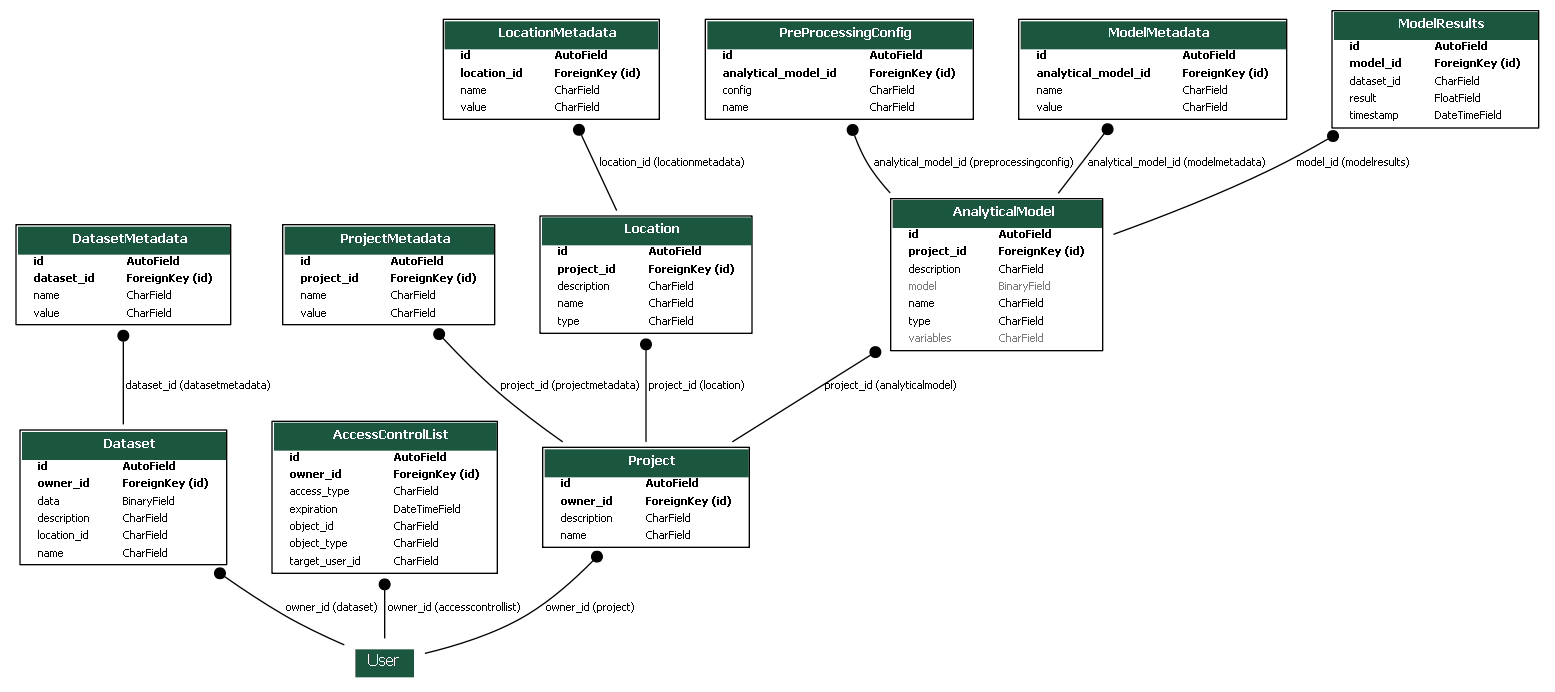 LocationMetadata
id AutoField
location_id ForeignKey (id)
name CharField
value CharField
PreProcessingConfig
id AutoField
analytical_model_id ForeignKey (id)
config CharField
name CharField
ModelMetadata
id AutoField
analytical_model_id ForeignKey (id)
name CharField
value CharField
ModelResults
id AutoField
model_id ForeignKey (id)
dataset_id CharField
result FloatField
timestamp DateTimeField
location_id (locationmetadata)
analytical_model_id (preprocessingconfig)
analytical_model_id (modelmetadata)
model_id (modelresults)
DatasetMetadata
id AutoField
dataset_id ForeignKey (id)
name CharField
value CharField
ProjectMetadata
id AutoField
project_id ForeignKey (id)
name CharField
value CharField
Location
id AutoField
project_id ForeignKey (id)
description CharField
name CharField
type CharField
AnalyticalModel
id AutoField
project_id ForeignKey (id)
description CharField
model BinaryField
name CharField
type CharField
variables CharField
dataset_id (datasetmetadata)
project_id (projectmetadata)
project_id (location)
project_id (analyticalmodel)
Dataset
id AutoField
owner_id ForeignKey (id)
data BinaryField
description CharField
location_id CharField
name CharField
AccessControlList
id AutoField
owner_id ForeignKey (id)
access_type CharField
expiration DateTimeField
object_id CharField
object_type CharField
target_user_id CharField
Project
id AutoField
owner_id ForeignKey (id)
description CharField
name CharField
owner_id (dataset)
owner_id (accesscontrollist)
owner_id (project)
User